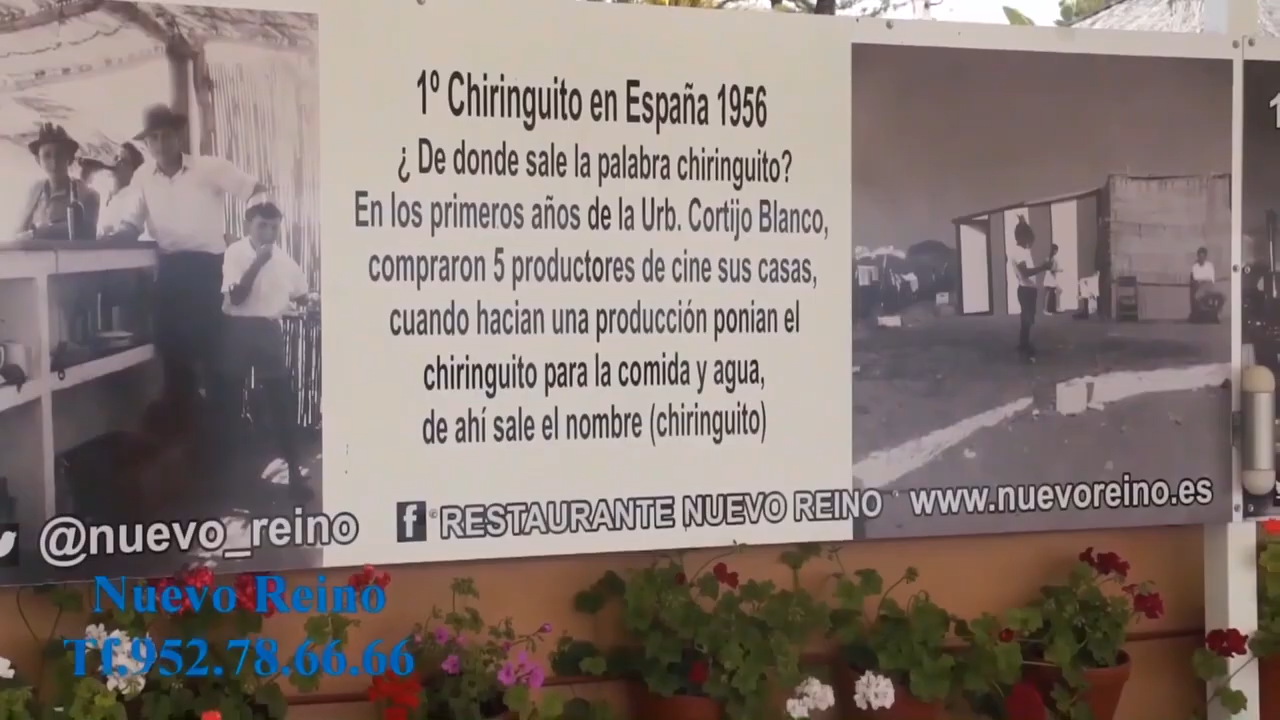 1º Chiringuito en España 1956
¿ De donde sale la palabra chiringuito?
En los primeros años de la Urb. Cortijo Blanco,
compraron 5 productores de cine sus casas,
cuando hacian una producción ponian el
chiringuito para la comida y agua,
de ahí sale el nombre (chiringuito)
@nuevo_reino
f RESTAURANTE NUEVO REINO
www.nuevoreino.es
Nuevo Reino
Tf.952.78.66.66